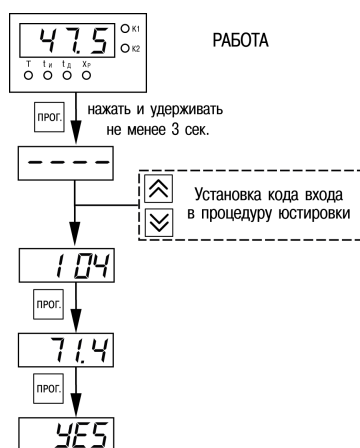 47.5
К1
К2
РАБОТА
T tи tд Xр
ПРОГ.
нажать и удерживать
не менее 3 сек.
----
Установка кода входа
в процедуру юстировки
104
ПРОГ.
71.4
ПРОГ.
YES